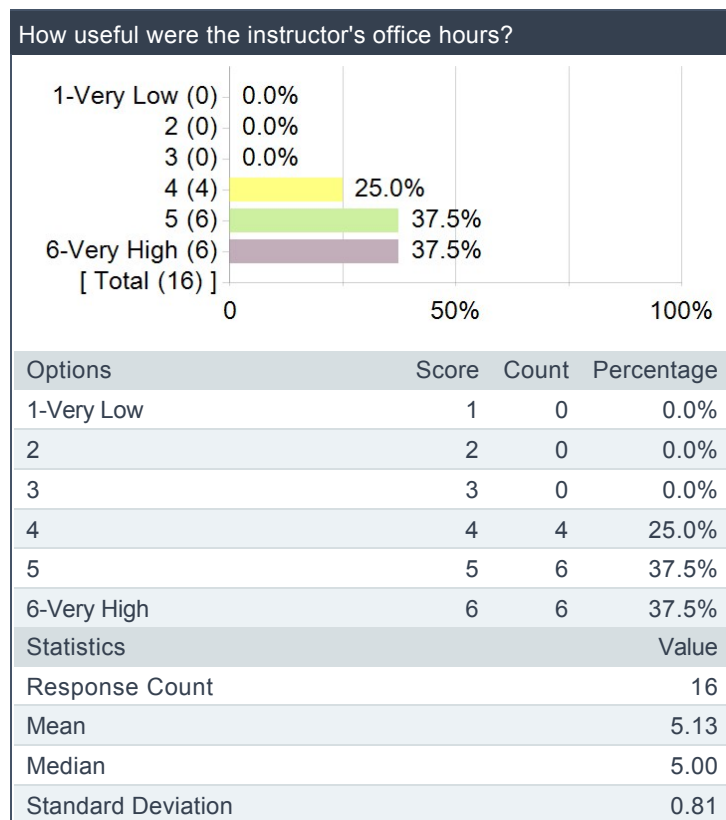 How useful were the instructor's office hours?
1-Very Low (0) 0.0%
2 (0) 0.0%
3 (0) 0.0%
4 (4) 25.0%
5 (6) 37.5%
6-Very High (6) 37.5%
[ Total (16) ]
0 50% 100%
Options Score Count Percentage
1-Very Low 1 0 0.0%
2 2 0 0.0%
3 3 0 0.0%
4 4 4 25.0%
5 5 6 37.5%
6-Very High 6 6 37.5%
Statistics Value
Response Count 16
Mean 5.13
Median 5.00
Standard Deviation 0.81